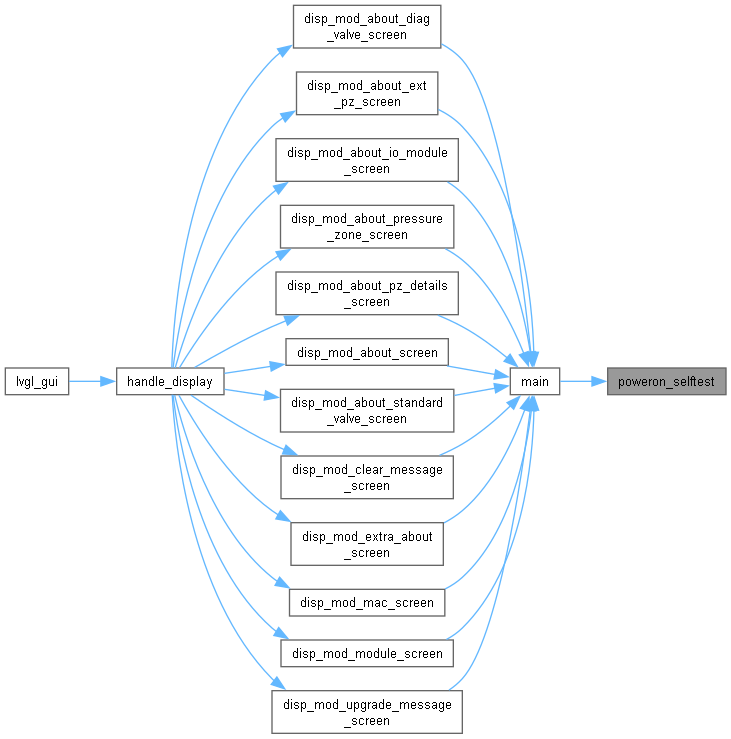 disp_mod_about_diag
_valve_screen
disp_mod_about_ext
_pz_screen
disp_mod_about_io_module
_screen
disp_mod_about_pressure
_zone_screen
disp_mod_about_pz_details
_screen
disp_mod_about_screen
lvgl_gui
handle_display
main
poweron_selftest
disp_mod_about_standard
_valve_screen
disp_mod_clear_message
_screen
disp_mod_extra_about
_screen
disp_mod_mac_screen
disp_mod_module_screen
disp_mod_upgrade_message
_screen